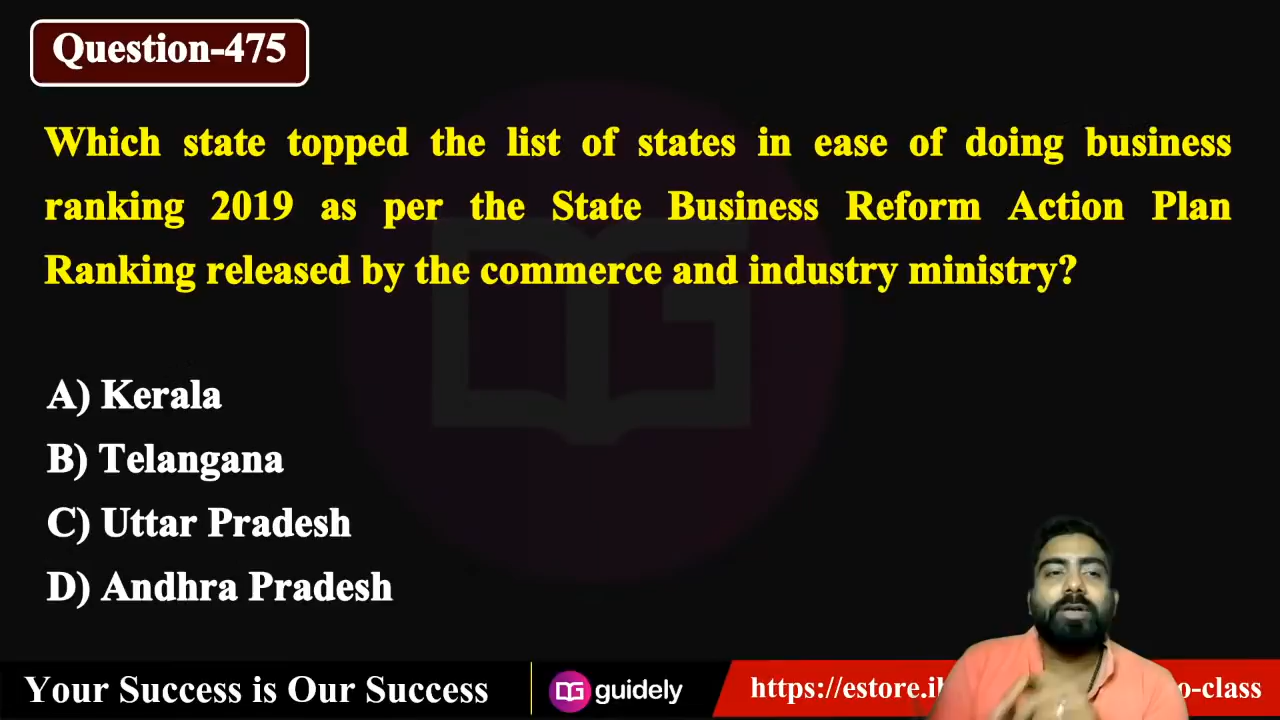 Question-475
Which state topped the list of states in ease of doing business
ranking 2019 as per the State Business Reform Action Plan
Ranking released by the commerce and industry ministry?
A) Kerala
B) Telangana
C) Uttar Pradesh
D) Andhra Pradesh
Your Success is Our Success
guidely
https://estore.ib o-class